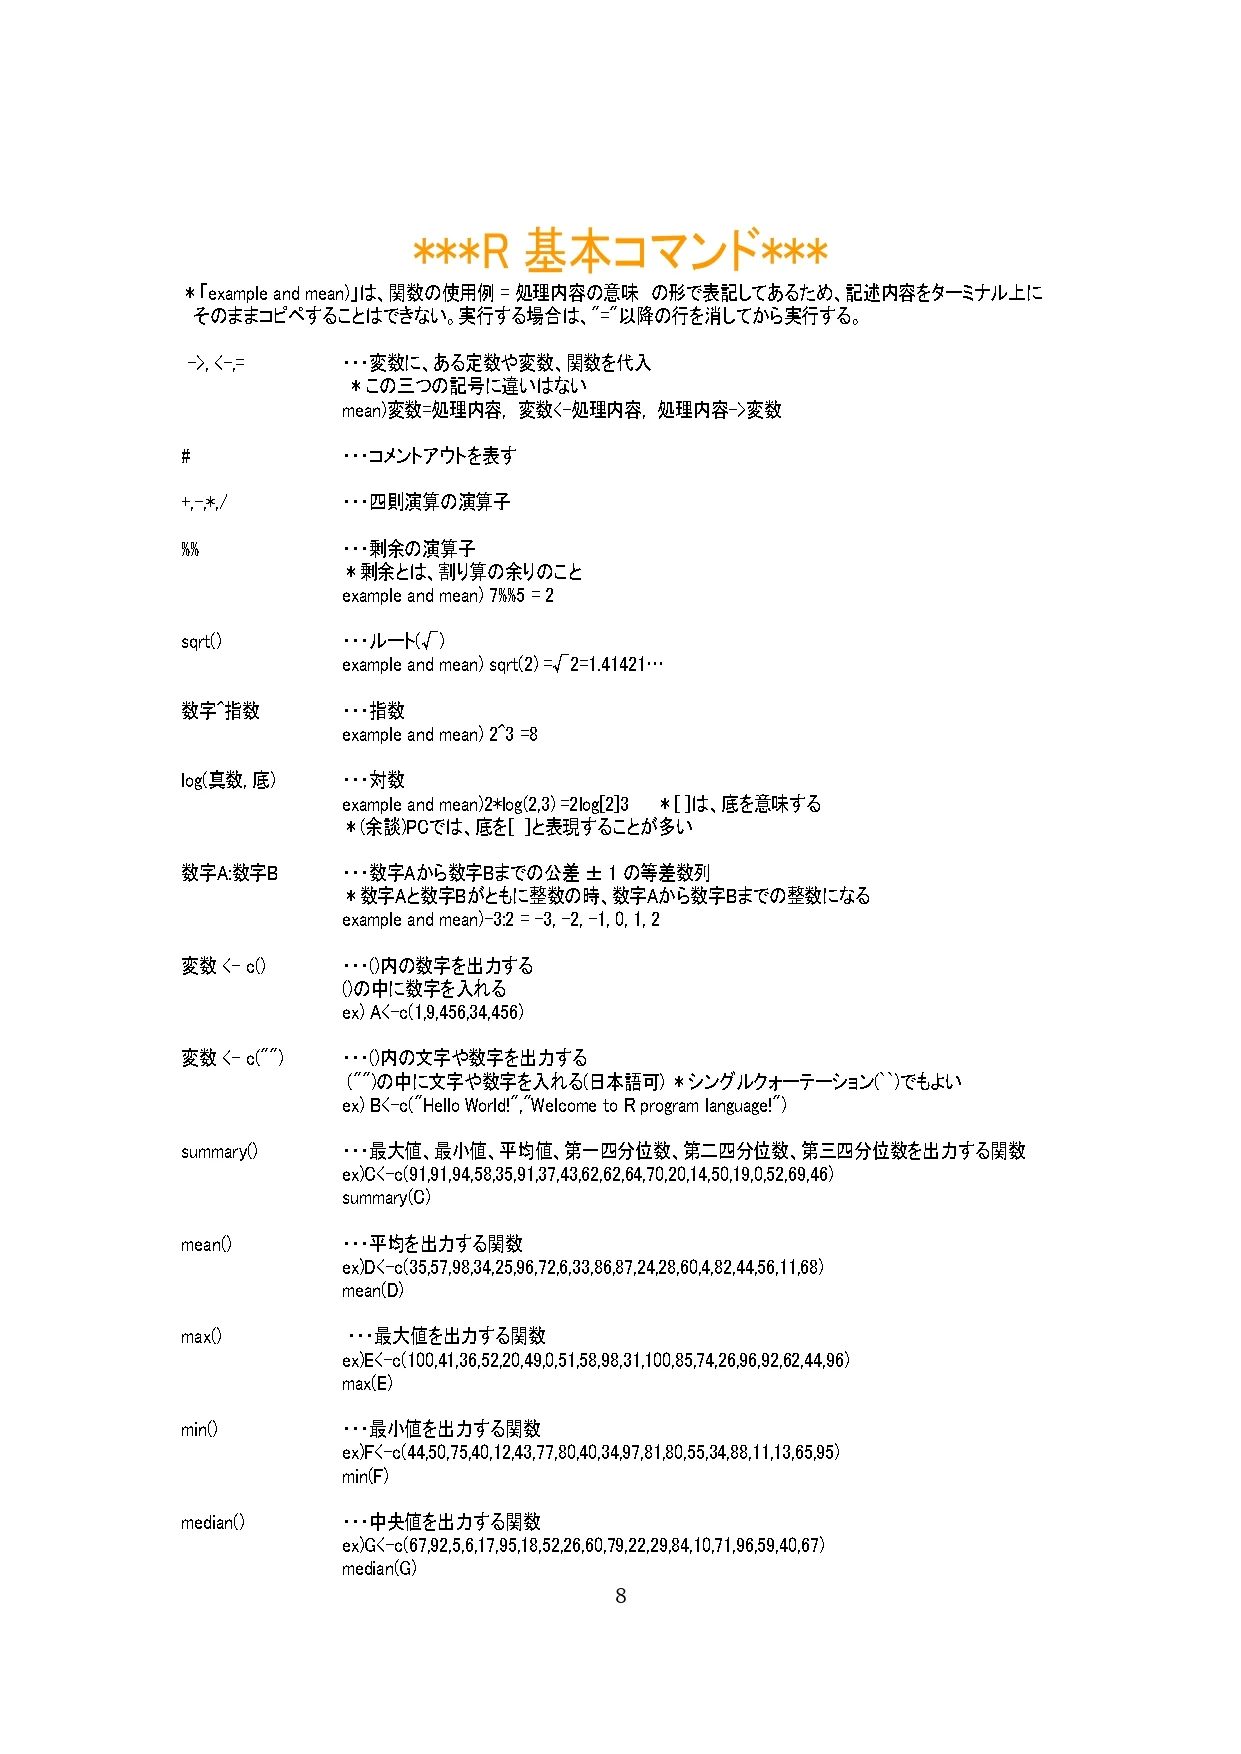 ***R 基本コマンド***
*「example and mean)」は、関数の使用例 = 処理内容の意味 の形で表記してあるため、記述内容をターミナル上に
そのままコピペすることはできない。実行する場合は、"="以降の行を消してから実行する。
->, <-,= ・・・変数に、ある定数や変数、関数を代入
*この三つの記号に違いはない
mean)変数=処理内容, 変数<-処理内容, 処理内容->変数
# ・・・コメントアウトを表す
+,-,*,/ ・・・四則演算の演算子
%% ・・・剰余の演算子
*剰余とは、割り算の余りのこと
example and mean) 7%%5 = 2
sqrt() ・・・ルート(√ ̄)
example and mean) sqrt(2) =√ ̄2=1.41421…
数字^指数 ・・・指数
example and mean) 2^3 =8
log(真数, 底) ・・・対数
example and mean)2*log(2,3) =2log[2]3 *[ ]は、底を意味する
*(余談)PCでは、底を[ ]と表現することが多い
数字A:数字B ・・・数字Aから数字Bまでの公差 ± 1 の等差数列
*数字Aと数字Bがともに整数の時、数字Aから数字Bまでの整数になる
example and mean)-3:2 = -3, -2, -1, 0, 1, 2
変数 <- c() ・・・()内の数字を出力する
()の中に数字を入れる
ex) A<-c(1,9,456,34,456)
変数 <- c("") ・・・()内の文字や数字を出力する
("")の中に文字や数字を入れる(日本語可) *シングルクォーテーション(``)でもよい
ex) B<-c("Hello World!","Welcome to R program language!")
summary() ・・・最大値、最小値、平均値、第一四分位数、第二四分位数、第三四分位数を出力する関数
ex)C<-c(91,91,94,58,35,91,37,43,62,62,64,70,20,14,50,19,0,52,69,46)
summary(C)
mean() ・・・平均を出力する関数
ex)D<-c(35,57,98,34,25,96,72,6,33,86,87,24,28,60,4,82,44,56,11,68)
mean(D)
max() ・・・最大値を出力する関数
ex)E<-c(100,41,36,52,20,49,0,51,58,98,31,100,85,74,26,96,92,62,44,96)
max(E)
min() ・・・最小値を出力する関数
ex)F<-c(44,50,75,40,12,43,77,80,40,34,97,81,80,55,34,88,11,13,65,95)
min(F)
median() ・・・中央値を出力する関数
ex)G<-c(67,92,5,6,17,95,18,52,26,60,79,22,29,84,10,71,96,59,40,67)
median(G)
8